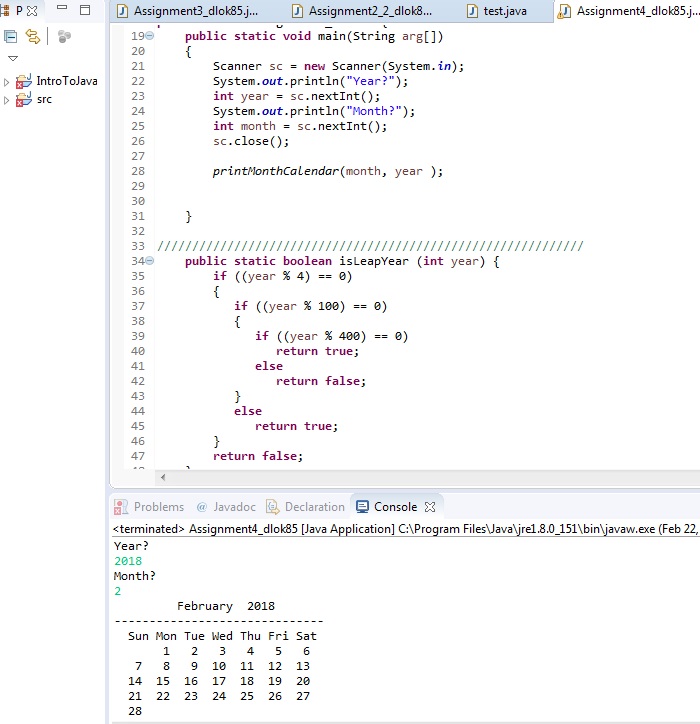 P
Assignment3_dlok85.j...
Assignment2_2_dlok8...
test.java
Assignment4_dlok85.j...
IntroToJava
src
19 public static void main(String arg[])
20 {
21 Scanner sc = new Scanner(System.in);
22 System.out.println("Year?");
23 int year = sc.nextInt();
24 System.out.println("Month?");
25 int month = sc.nextInt();
26 sc.close();
27
28 printMonthCalendar(month, year );
29
30
31 }
32
33 /////////////////////////////////////////////////////////////
34 public static boolean isLeapYear (int year) {
35 if ((year % 4) == 0)
36 {
37 if ((year % 100) == 0)
38 {
39 if ((year % 400) == 0)
40 return true;
41 else
42 return false;
43 }
44 else
45 return true;
46 }
47 return false;
Problems @ Javadoc Declaration Console
<terminated> Assignment4_dlok85 [Java Application] C:\Program Files\Java\jre1.8.0_151\bin\javaw.exe (Feb 22,
Year?
2018
Month?
2
February 2018
------------------------------
Sun Mon Tue Wed Thu Fri Sat
1 2 3 4 5 6
7 8 9 10 11 12 13
14 15 16 17 18 19 20
21 22 23 24 25 26 27
28